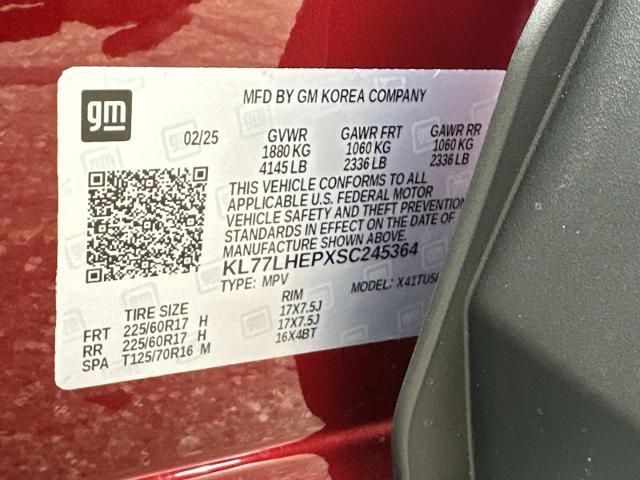 gm
MFD BY GM KOREA COMPANY
02/25 GVWR GAWR FRT GAWR RR
1880 KG 1060 KG 1060 KG
4145 LB 2336 LB 2336 LB
THIS VEHICLE CONFORMS TO ALL
APPLICABLE U.S. FEDERAL MOTOR
VEHICLE SAFETY AND THEFT PREVENTION
STANDARDS IN EFFECT ON THE DATE OF
MANUFACTURE SHOWN ABOVE.
KL77LHEPXSC245364
TYPE: MPV MODEL:
TIRE SIZE RIM
FRT 225/60R17 H 17X7.5J
RR 225/60R17 H 17X7.5J
SPA T125/70R16 M 16X4BT